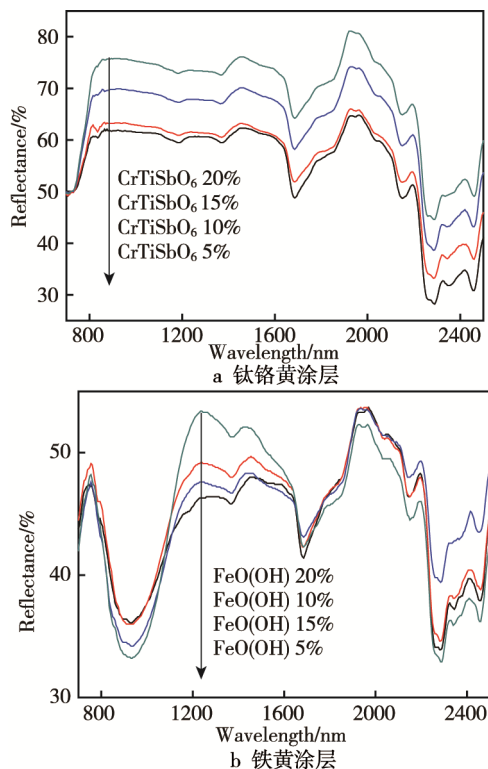 80
70
60
50
40
30
Reflectance/%
CrTiSbO₆ 20%
CrTiSbO₆ 15%
CrTiSbO₆ 10%
CrTiSbO₆ 5%
800 1200 1600 2000 2400
Wavelength/nm
a 钛铬黄涂层
50
40
30
Reflectance/%
FeO(OH) 20%
FeO(OH) 10%
FeO(OH) 15%
FeO(OH) 5%
800 1200 1600 2000 2400
Wavelength/nm
b 铁黄涂层